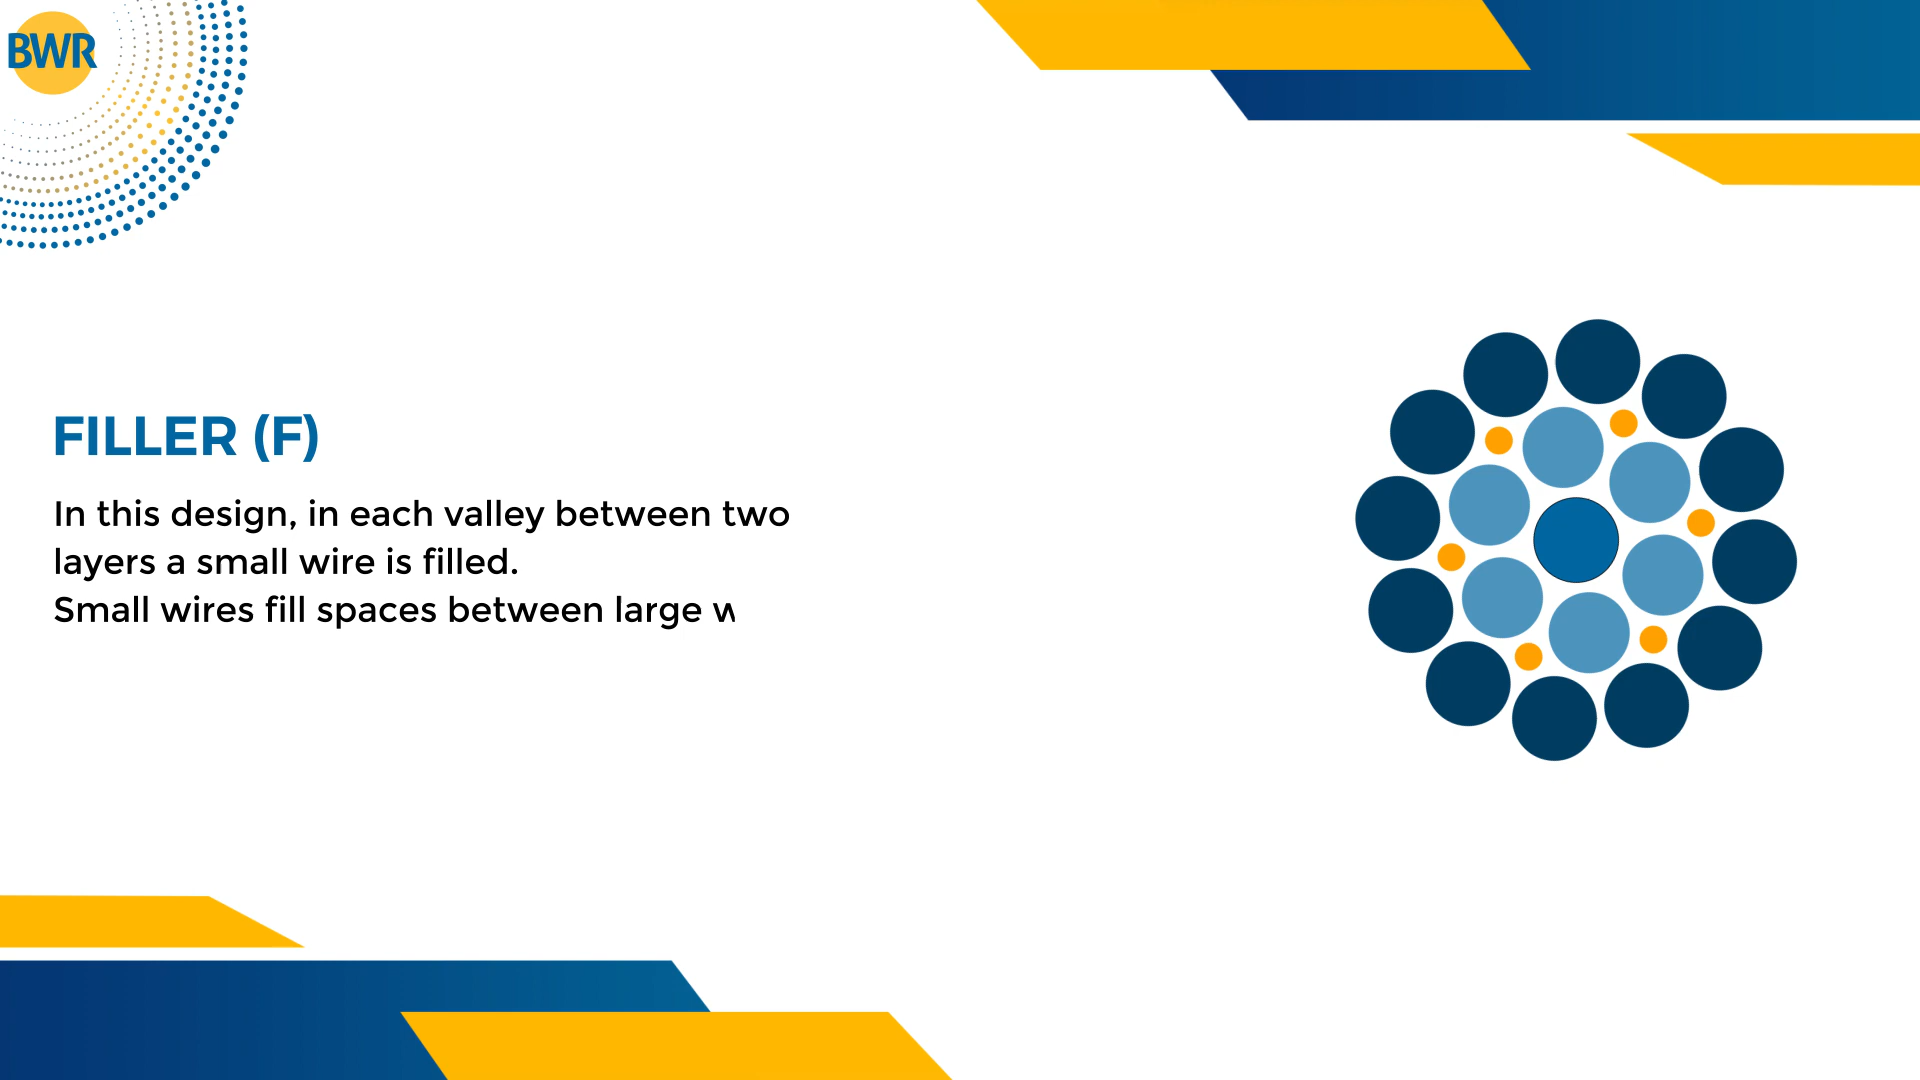 BWR
FILLER (F)
In this design, in each valley between two
layers a small wire is filled.
Small wires fill spaces between large